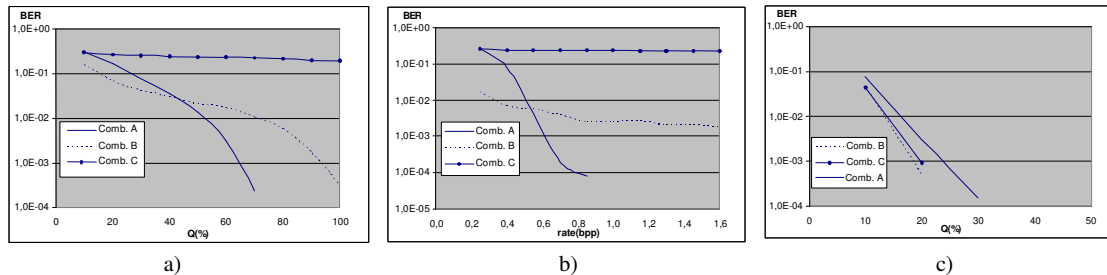 BER
1,0E+00
1,0E-01
1,0E-02
1,0E-03
1,0E-04
0 20 40 60 80 100
Q(%)
Comb. A
Comb. B
Comb. C
a)
BER
1,0E+00
1,0E-01
1,0E-02
1,0E-03
1,0E-04
1,0E-05
0,0 0,2 0,4 0,6 0,8 1,0 1,2 1,4 1,6
rate(bpp)
Comb. A
Comb. B
Comb. C
b)
BER
1,0E+00
1,0E-01
1,0E-02
1,0E-03
1,0E-04
0 10 20 30 40 50
Q(%)
Comb. B
Comb. C
Comb. A
c)